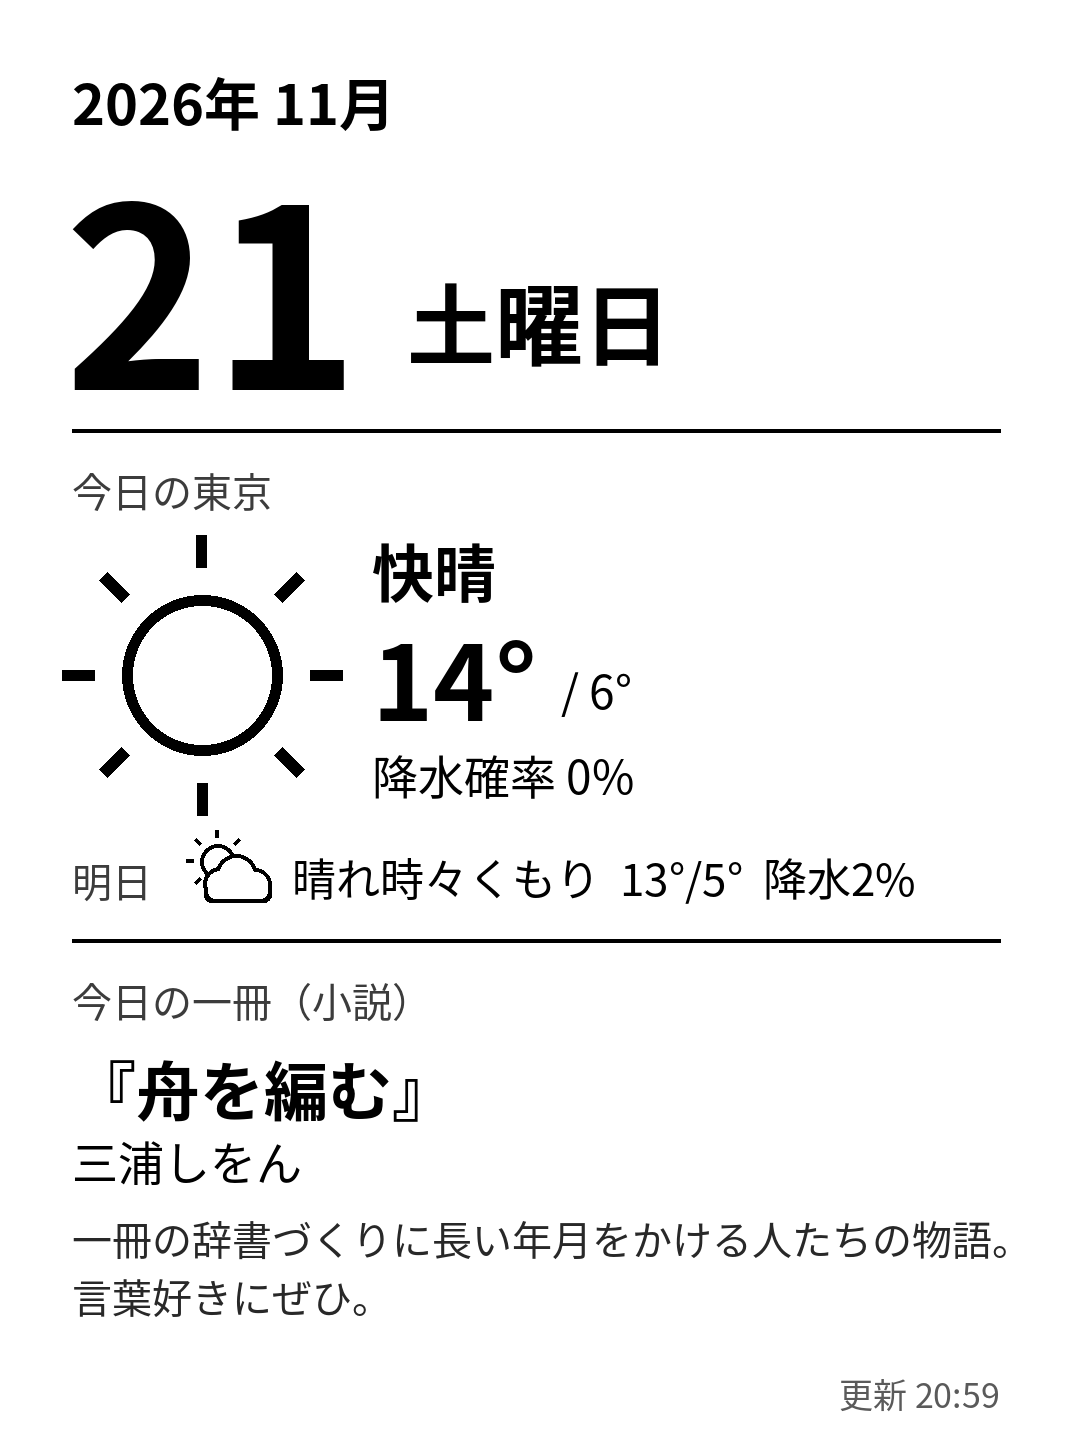 2026年 11月
21 土曜日
今日の東京
快晴
14° / 6°
降水確率 0%
明日 晴れ時々くもり 13°/5° 降水2%
今日の一冊（小説）
『舟を編む』
三浦しをん
一冊の辞書づくりに長い年月をかける人たちの物語。
言葉好きにぜひ。
更新 20:59